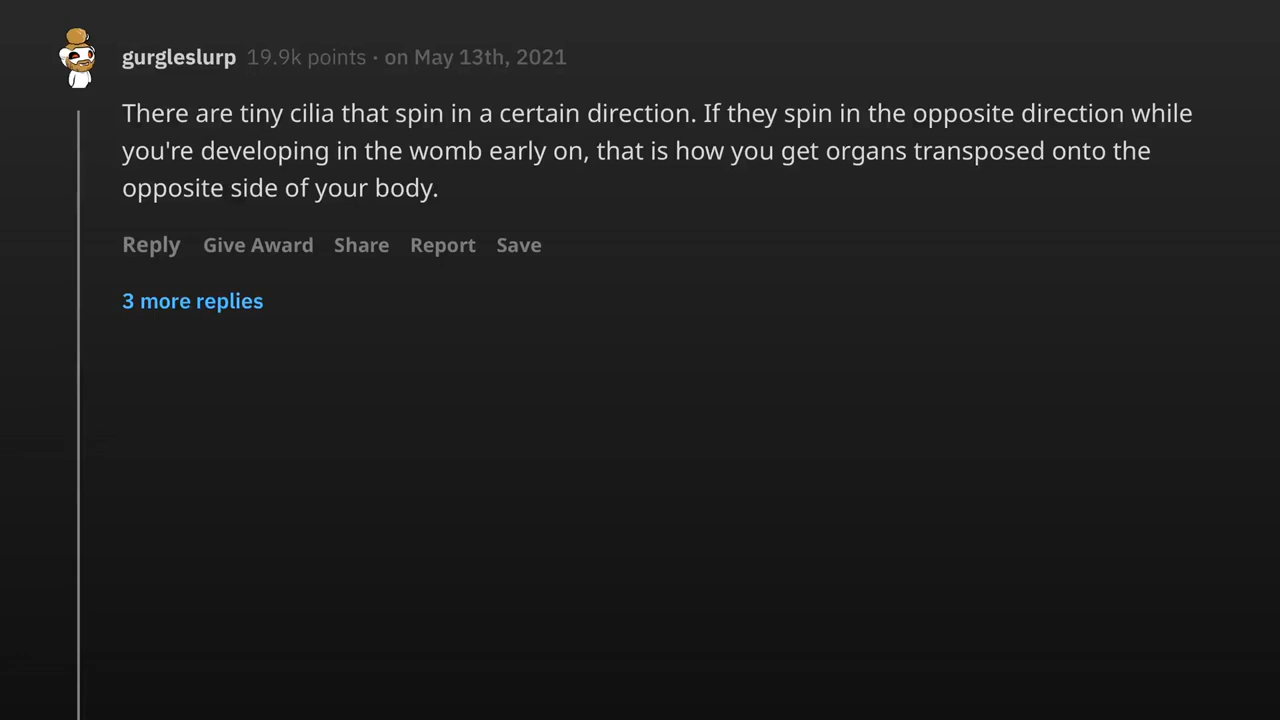 gurgleslurp 19.9k points · on May 13th, 2021
There are tiny cilia that spin in a certain direction. If they spin in the opposite direction while
you're developing in the womb early on, that is how you get organs transposed onto the
opposite side of your body.
Reply Give Award Share Report Save
3 more replies